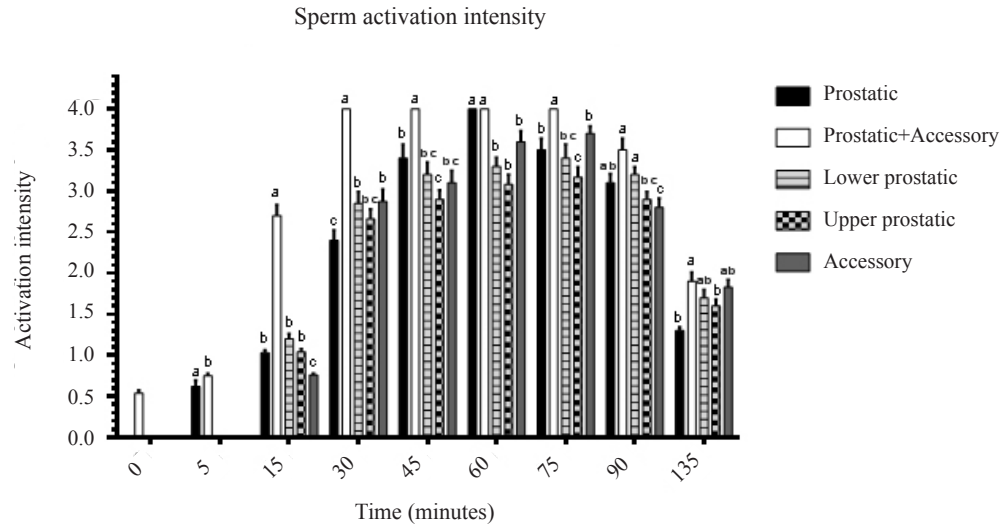 Sperm activation intensity
Activation intensity
4.0
3.5
3.0
2.5
2.0
1.5
1.0
0.5
0.0
a b
b a b b c
c a b bc b
b a bc c bc
a a b b b
b a bc c b
ab a a bc c
b a ab b ab
0 5 15 30 45 60 75 90 135
Time (minutes)
Prostatic
Prostatic+Accessory
Lower prostatic
Upper prostatic
Accessory